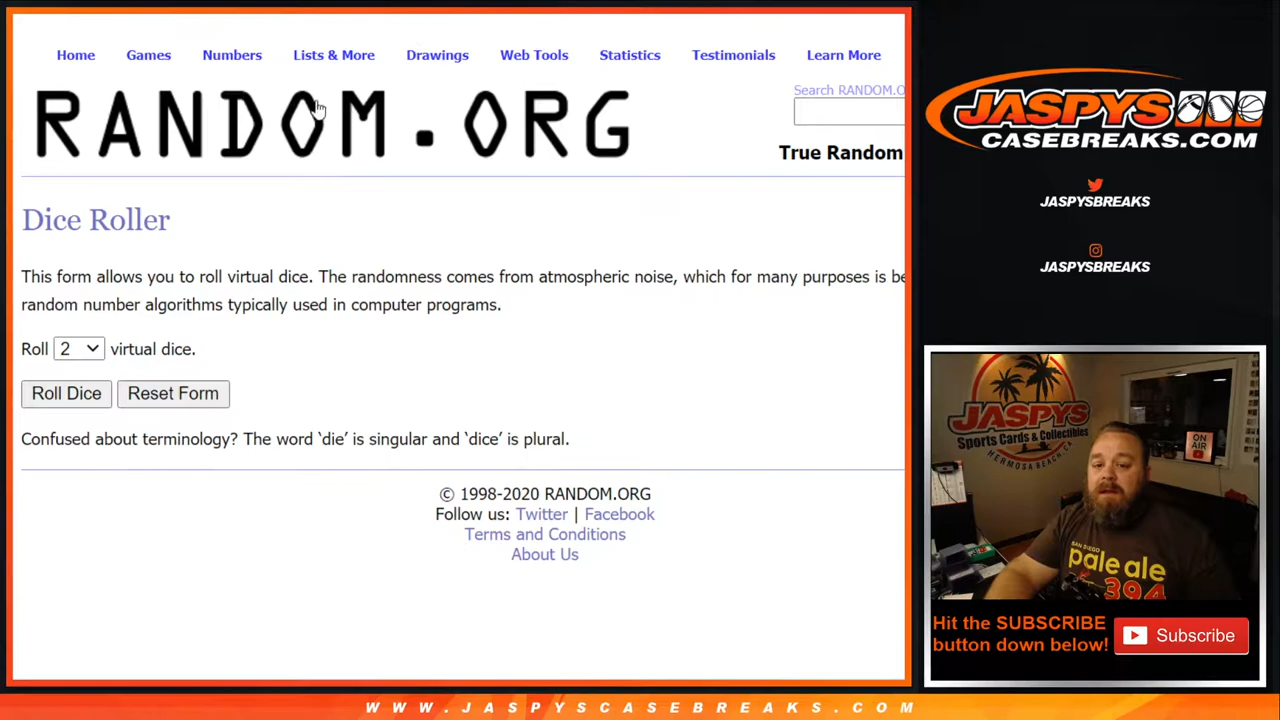 Home Games Numbers Lists & More Drawings Web Tools Statistics Testimonials Learn More
RANDOM.ORG
Search RANDOM.O
True Random
Dice Roller
This form allows you to roll virtual dice. The randomness comes from atmospheric noise, which for many purposes is be
random number algorithms typically used in computer programs.
Roll 2 virtual dice.
Roll Dice Reset Form
Confused about terminology? The word ‘die’ is singular and ‘dice’ is plural.
© 1998-2020 RANDOM.ORG
Follow us: Twitter | Facebook
Terms and Conditions
About Us
JASPYS
CASEBREAKS.COM
JASPYSBREAKS
JASPYSBREAKS
JASPYS
Sports Cards & Collectibles
HERMOSA BEACH, CA
ON AIR
SAN DIEGO
pale ale
394
Hit the SUBSCRIBE
button down below!
Subscribe
WWW.JASPYSCASEBREAKS.COM